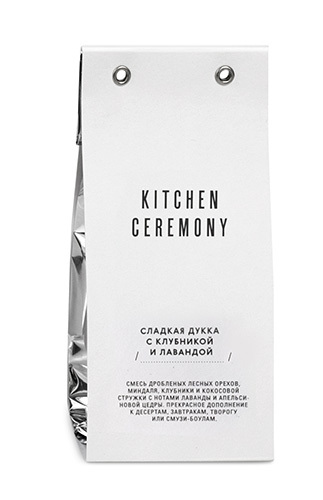 KITCHEN
CEREMONY
СЛАДКАЯ ДУККА
С КЛУБНИКОЙ
/ И ЛАВАНДОЙ /
СМЕСЬ ДРОБЛЕНЫХ ЛЕСНЫХ ОРЕХОВ,
МИНДАЛЯ, КЛУБНИКИ И КОКОСОВОЙ
СТРУЖКИ С НОТАМИ ЛАВАНДЫ И АПЕЛЬСИ-
НОВОЙ ЦЕДРЫ. ПРЕКРАСНОЕ ДОПОЛНЕНИЕ
К ДЕСЕРТАМ, ЗАВТРАКАМ, ТВОРОГУ
ИЛИ СМУЗИ-БОУЛАМ.